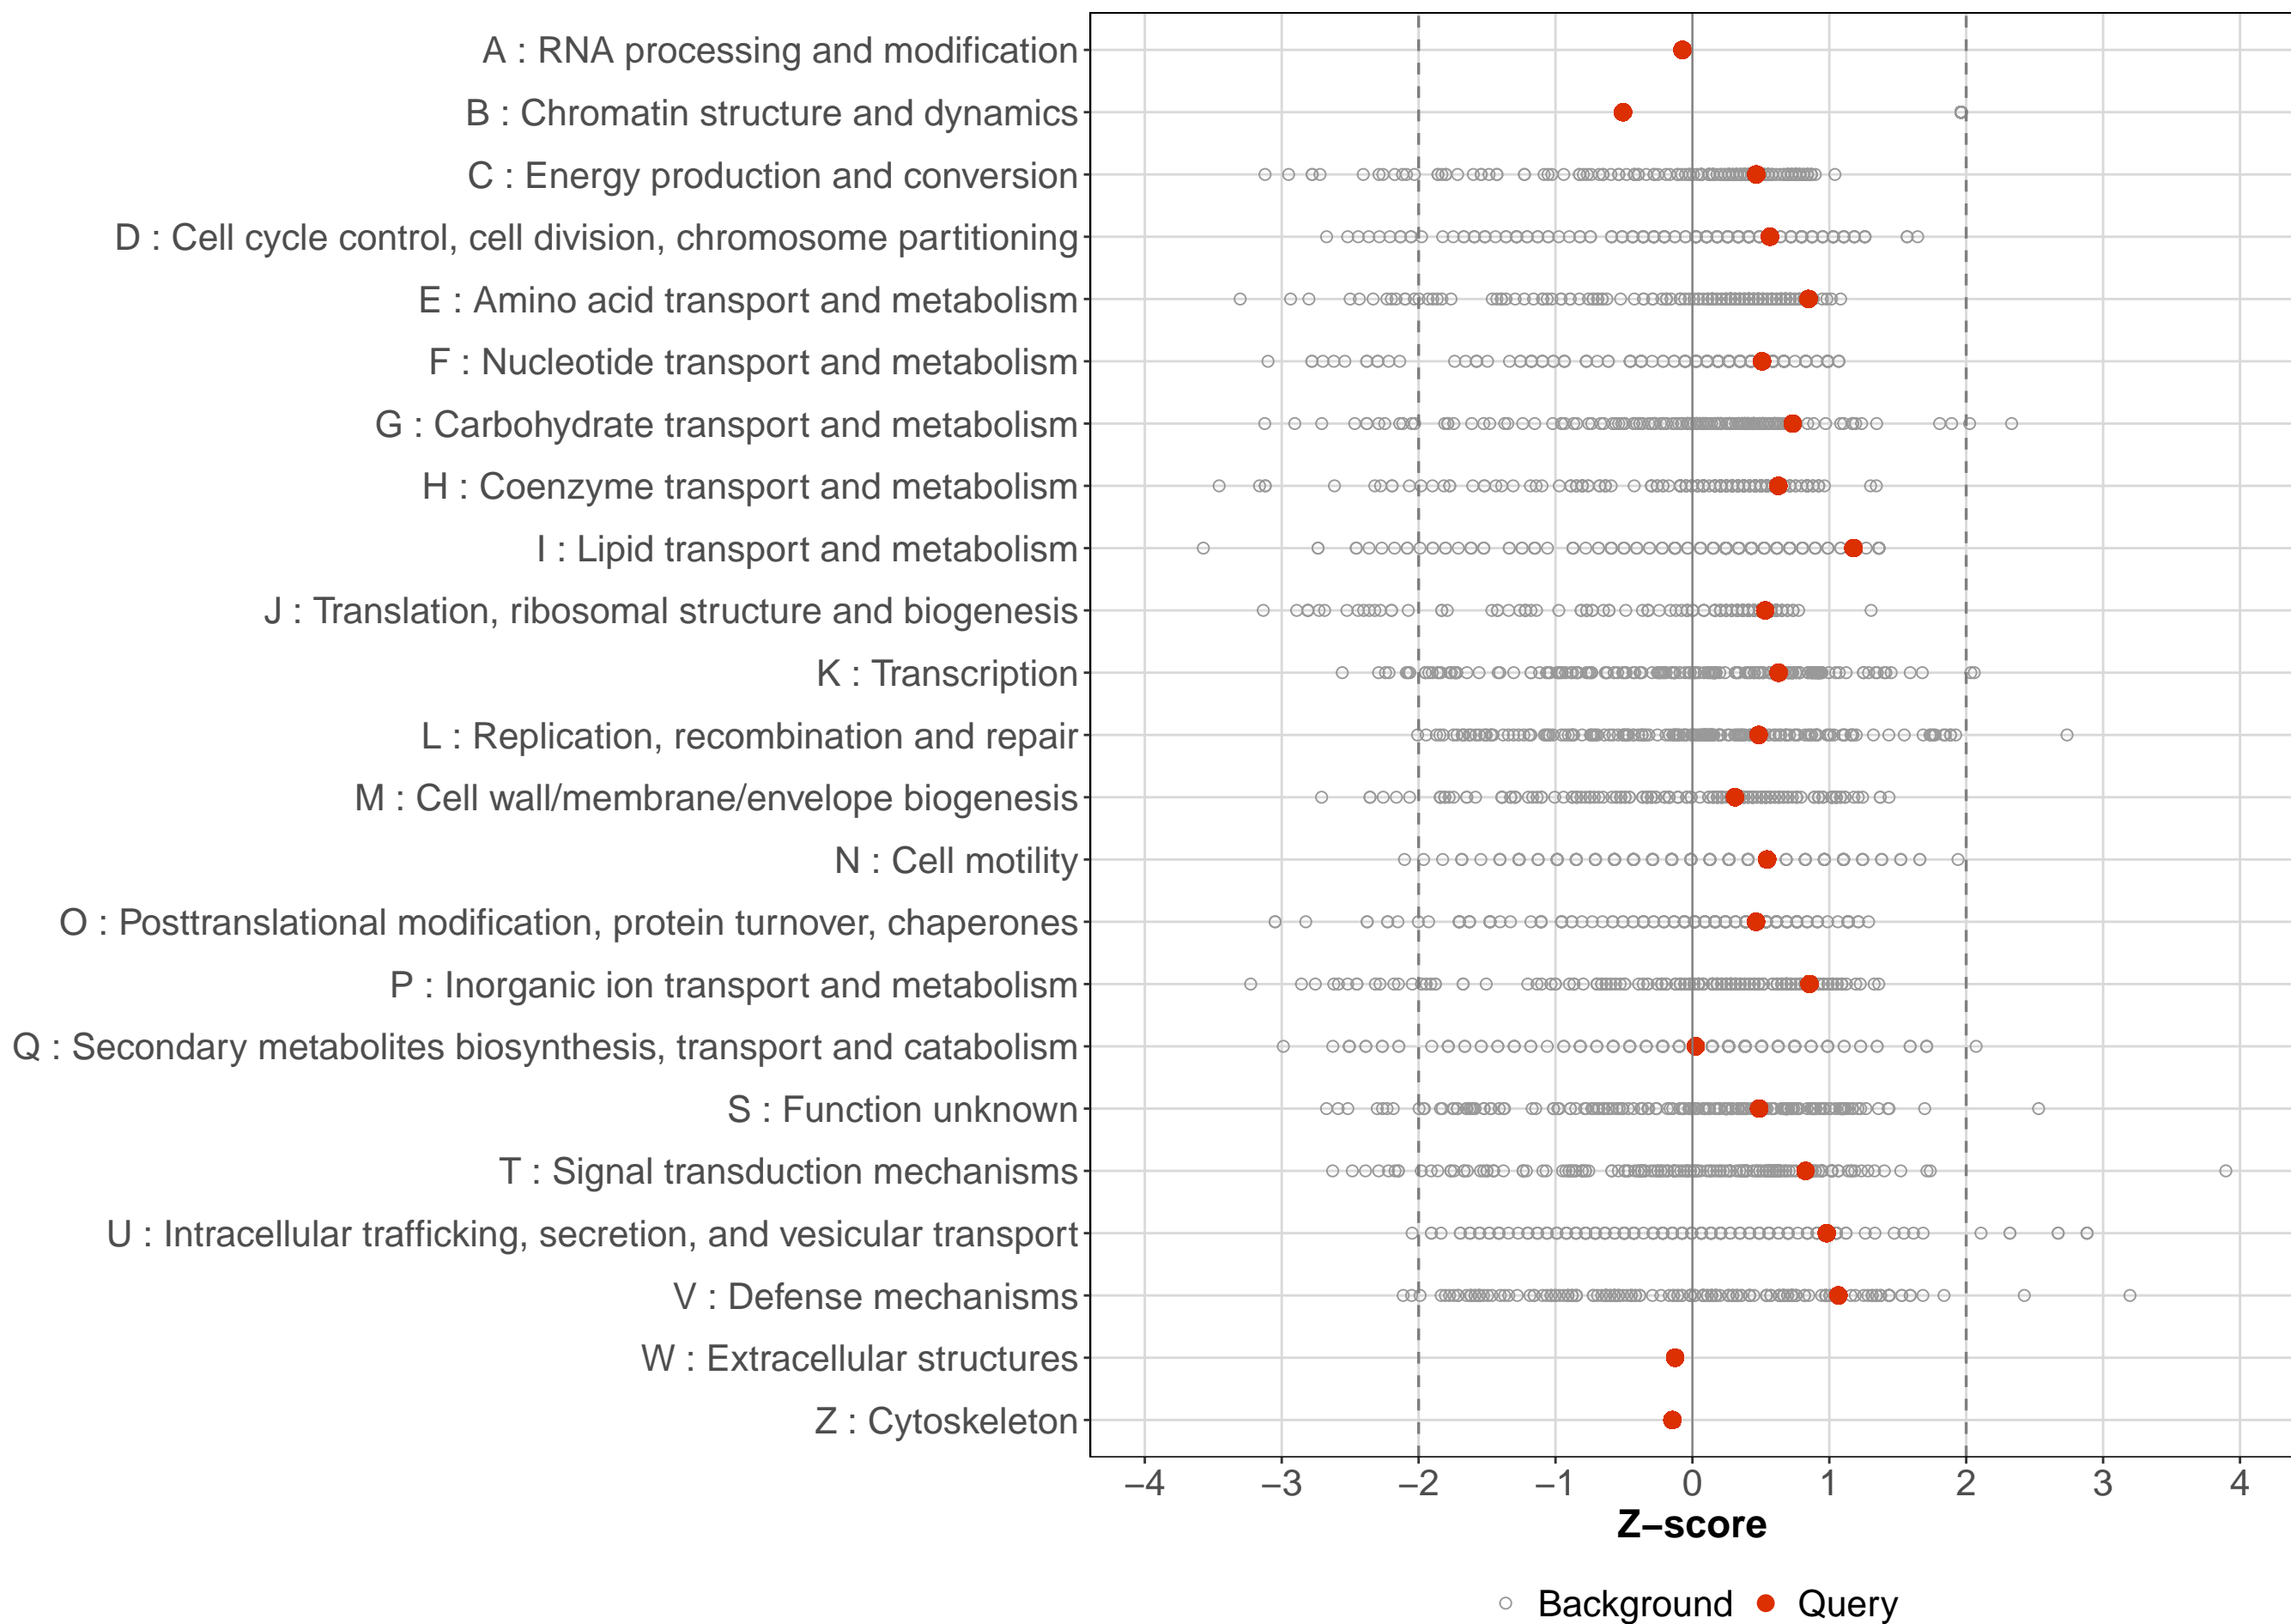 A : RNA processing and modification
B : Chromatin structure and dynamics
C : Energy production and conversion
D : Cell cycle control, cell division, chromosome partitioning
E : Amino acid transport and metabolism
F : Nucleotide transport and metabolism
G : Carbohydrate transport and metabolism
H : Coenzyme transport and metabolism
I : Lipid transport and metabolism
J : Translation, ribosomal structure and biogenesis
K : Transcription
L : Replication, recombination and repair
M : Cell wall/membrane/envelope biogenesis
N : Cell motility
O : Posttranslational modification, protein turnover, chaperones
P : Inorganic ion transport and metabolism
Q : Secondary metabolites biosynthesis, transport and catabolism
S : Function unknown
T : Signal transduction mechanisms
U : Intracellular trafficking, secretion, and vesicular transport
V : Defense mechanisms
W : Extracellular structures
Z : Cytoskeleton
−4 −3 −2 −1 0 1 2 3 4
Z−score
Background Query